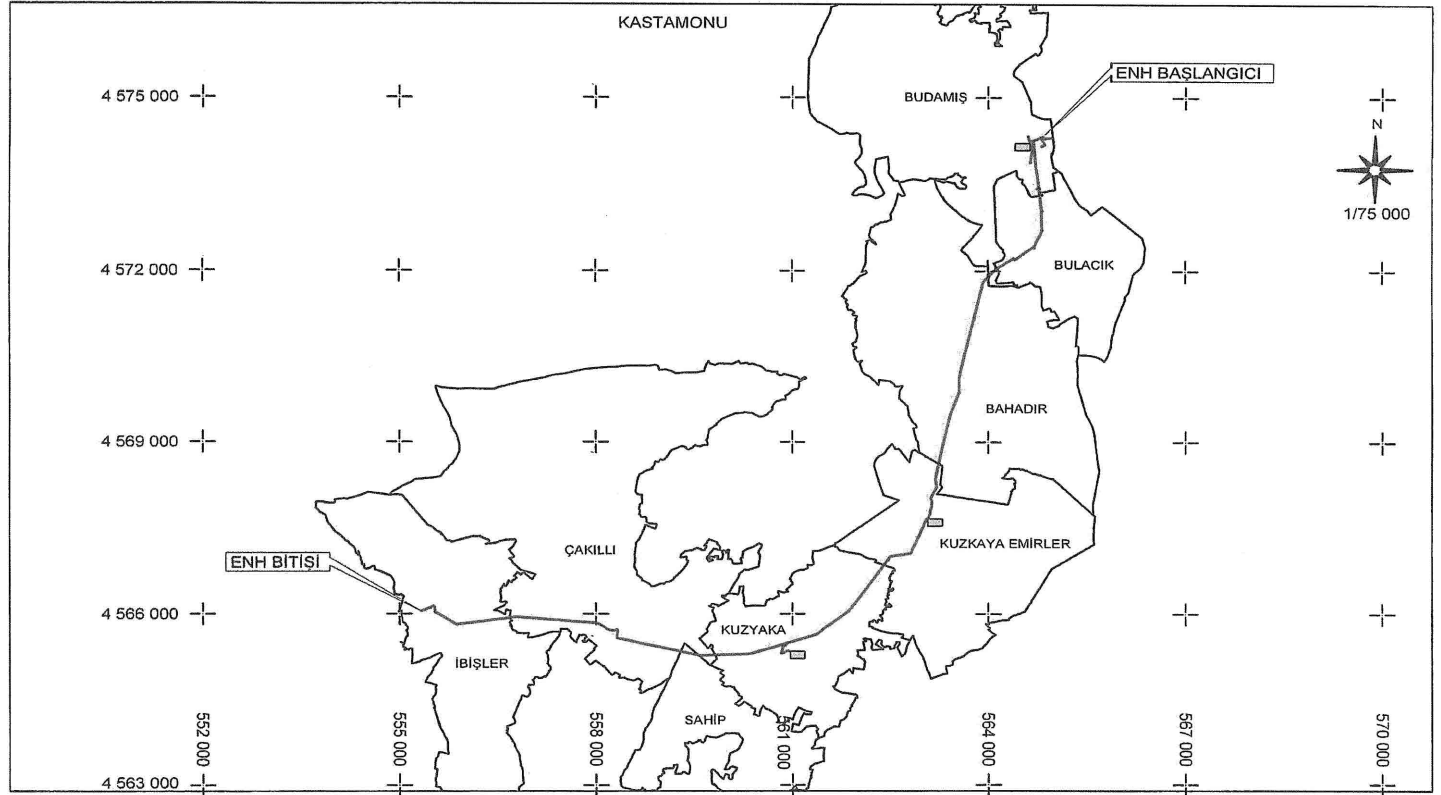 KASTAMONU
ENH BAŞLANGICI
4 575 000
BUDAMIŞ
N
1/75 000
4 572 000
BULACIK
BAHADIR
4 569 000
ÇAKILLI
KUZKAYA EMİRLER
ENH BİTİŞİ
4 566 000
KUZYAKA
İBİŞLER
SAHİP
552 000
555 000
558 000
561 000
564 000
567 000
570 000
4 563 000